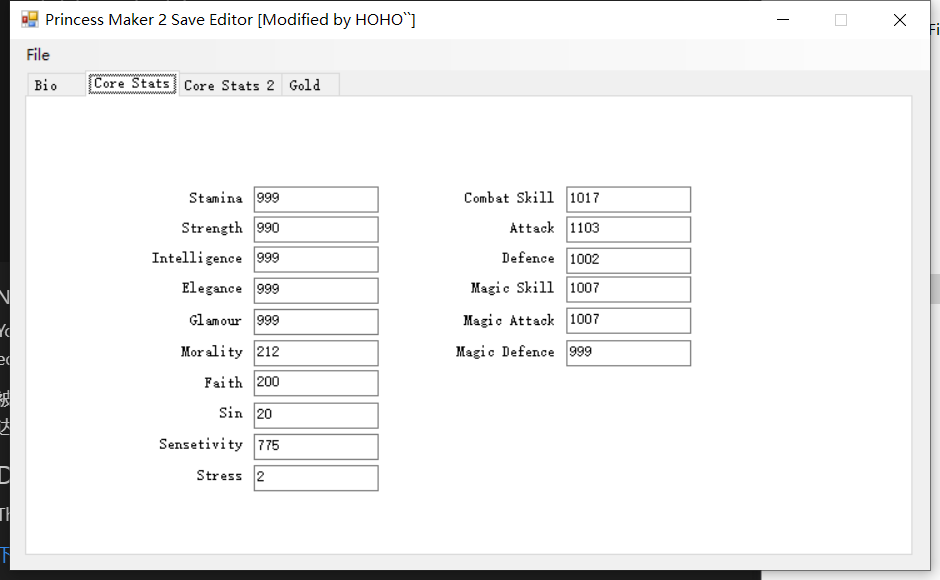 Princess Maker 2 Save Editor [Modified by HOHO``]
File
Bio
Core Stats
Core Stats 2
Gold
Stamina 999
Strength 990
Intelligence 999
Elegance 999
Glamour 999
Morality 212
Faith 200
Sin 20
Sensetivity 775
Stress 2
Combat Skill 1017
Attack 1103
Defence 1002
Magic Skill 1007
Magic Attack 1007
Magic Defence 999